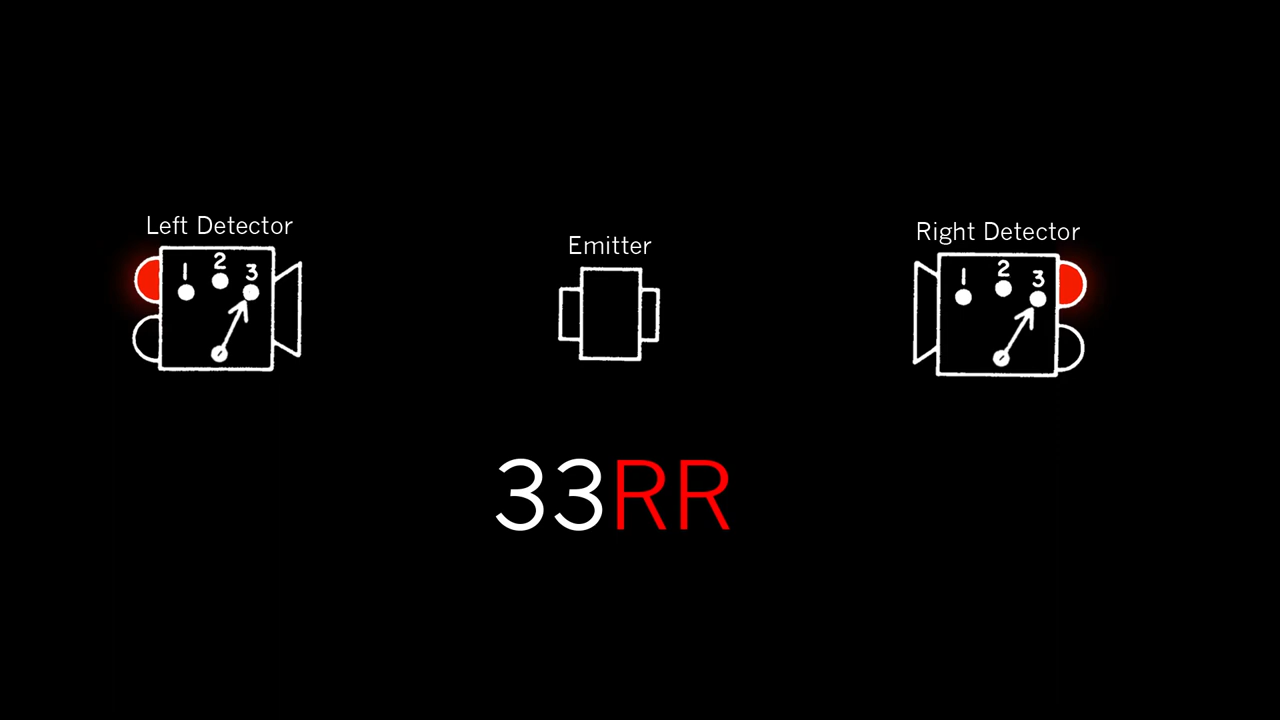 Left Detector
1 2 3
Emitter
Right Detector
1 2 3
33RR